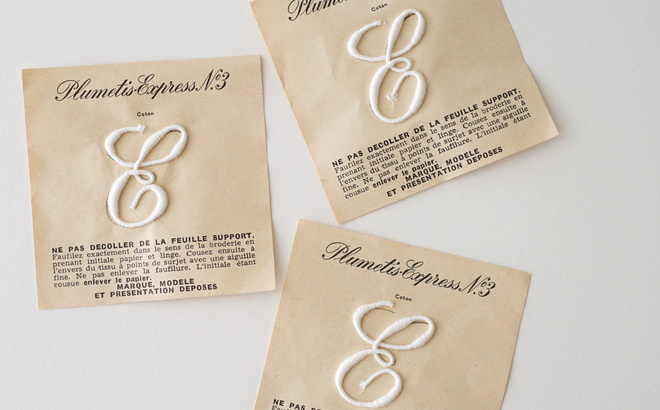 Plumetis-Express Nº3
Coton
E
NE PAS DECOLLER DE LA FEUILLE SUPPORT.
Faufilez exactement dans le sens de la broderie en
prenant initiale papier et linge. Cousez ensuite à
l'envers du tissu à points de surjet avec une aiguille
fine. Ne pas enlever la faufilure. L'initiale étant
cousue enlever le papier.
MARQUE, MODELE
ET PRESENTATION DEPOSES
Coton
E
NE PAS DECOLLER DE LA FEUILLE SUPPORT.
Faufilez exactement dans le sens de la broderie en
prenant initiale papier et linge. Cousez ensuite à
l'envers du tissu à points de surjet avec une aiguille
fine. Ne pas enlever la faufilure. L'initiale étant
cousue enlever le papier.
MARQUE, MODELE
ET PRESENTATION DEPOSES
Plumetis-Express Nº3
Coton
E
NE PAS DE